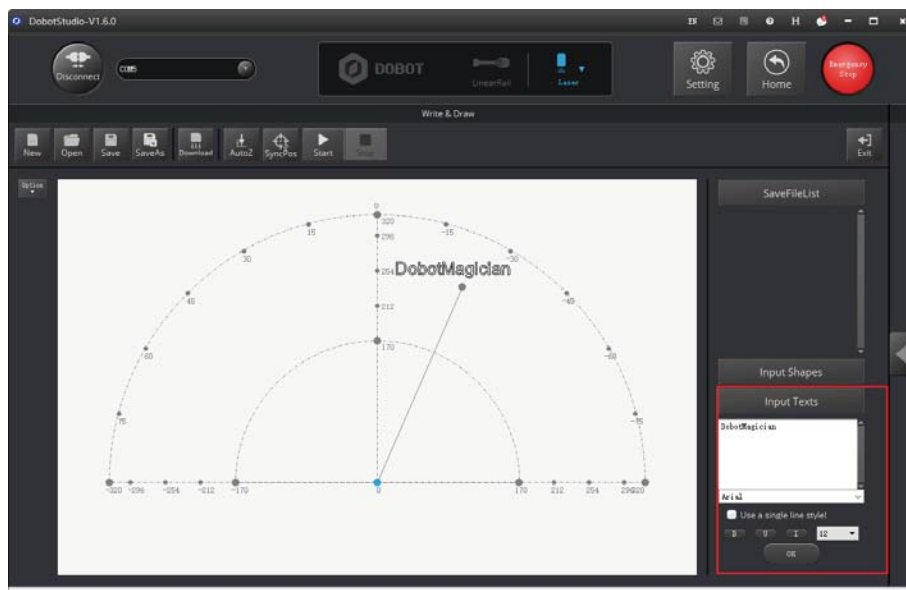 DobotStudio-V1.6.0
EN
H
Disconnect
COM5
DOBOT
LinearRail
Laser
Setting
Home
Emergency Stop
Write & Draw
New
Open
Save
SaveAs
Download
AutoZ
SyncPos
Start
Stop
Exit
Option
SaveFileList
0
320
15
296
-15
30
-30
254
DobotMagician
45
212
-45
170
60
-60
75
-75
-320 -296 -254 -212 -170 0 170 212 254 296 320
Input Shapes
Input Texts
DobotMagician
Arial
Use a single line style!
B U I 12
OK